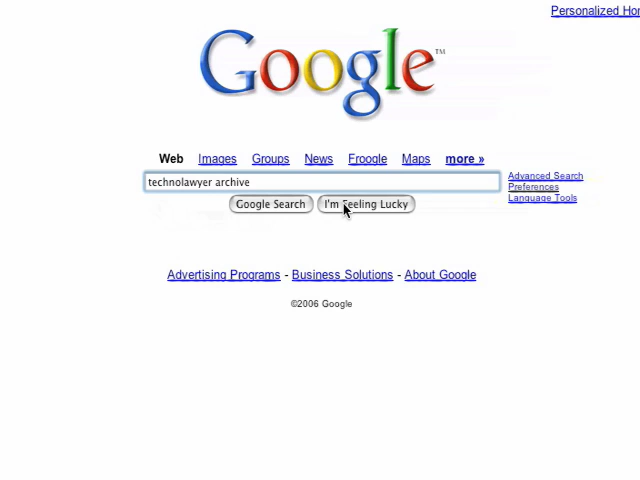 Personalized Ho
Google™
Web Images Groups News Froogle Maps more »
technolawyer archive
Advanced Search
Preferences
Language Tools
Google Search I'm Feeling Lucky
Advertising Programs - Business Solutions - About Google
©2006 Google